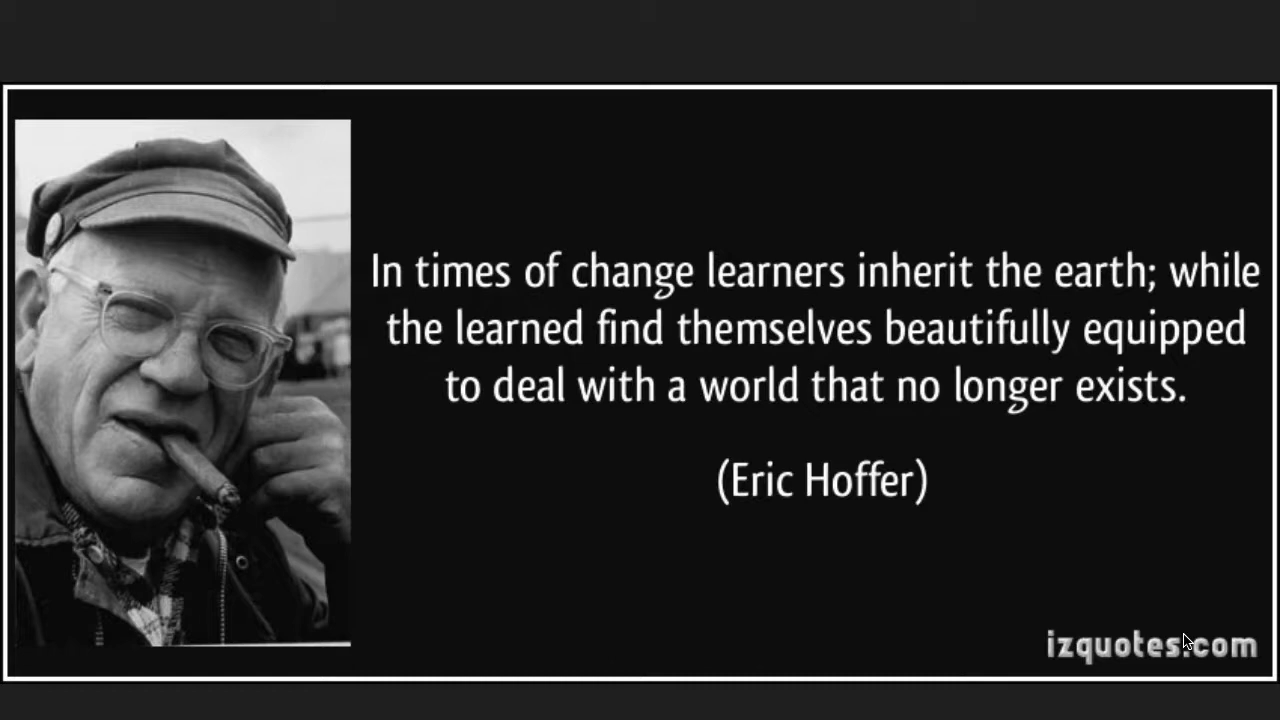 In times of change learners inherit the earth; while
the learned find themselves beautifully equipped
to deal with a world that no longer exists.
(Eric Hoffer)
izquotes.com